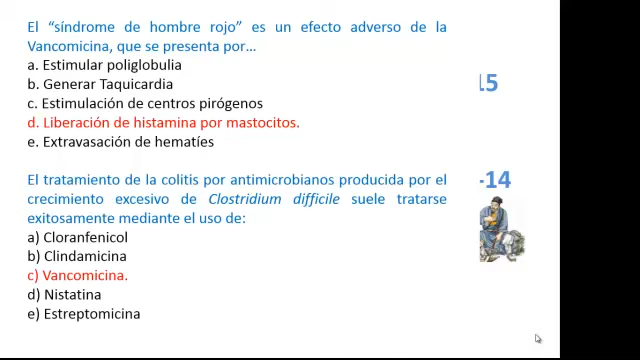 El “síndrome de hombre rojo” es un efecto adverso de la
Vancomicina, que se presenta por…
a. Estimular poliglobulia
b. Generar Taquicardia
c. Estimulación de centros pirógenos
d. Liberación de histamina por mastocitos.
e. Extravasación de hematíes
15
El tratamiento de la colitis por antimicrobianos producida por el
crecimiento excesivo de Clostridium difficile suele tratarse
exitosamente mediante el uso de:
a) Cloranfenicol
b) Clindamicina
c) Vancomicina.
d) Nistatina
e) Estreptomicina
-14